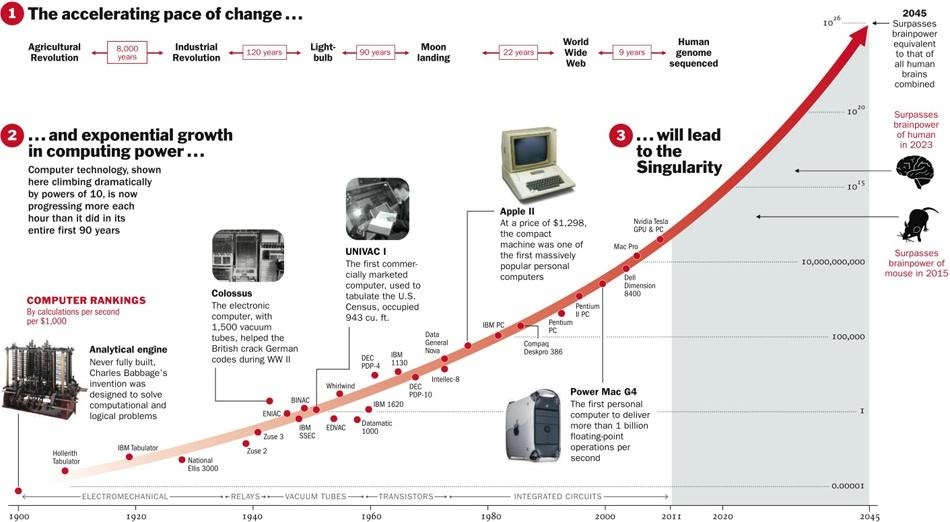 1 The accelerating pace of change ...
Agricultural
Revolution
8,000
years
Industrial
Revolution
120 years
Light-
bulb
90 years
Moon
landing
22 years
World
Wide
Web
9 years
Human
genome
sequenced
2 ... and exponential growth
in computing power ...
Computer technology, shown
here climbing dramatically
by powers of 10, is now
progressing more each
hour than it did in its
entire first 90 years
3 ... will lead
to the
Singularity
2045
Surpasses
brainpower
equivalent
to that of
all human
brains
combined
Surpasses
brainpower
of human
in 2023
Surpasses
brainpower of
mouse in 2015
10^26
10^20
10^15
10,000,000,000
100,000
1
0.00001
COMPUTER RANKINGS
By calculations per second
per $1,000
Analytical engine
Never fully built,
Charles Babbage's
invention was
designed to solve
computational and
logical problems
Colossus
The electronic
computer, with
1,500 vacuum
tubes, helped the
British crack German
codes during WW II
UNIVAC I
The first commer-
cially marketed
computer, used to
tabulate the U.S.
Census, occupied
943 cu. ft.
Apple II
At a price of $1,298,
the compact
machine was one of
the first massively
popular personal
computers
Power Mac G4
The first personal
computer to deliver
more than 1 billion
floating-point
operations per
second
Hollerith
Tabulator
IBM Tabulator
National
Ellis 3000
Zuse 2
Zuse 3
ENIAC
BINAC
IBM
SSEC
Whirlwind
EDVAC
Datamatic
1000
IBM 1620
DEC
PDP-4
IBM
1130
DEC
PDP-10
Data
General
Nova
Intellec-8
IBM PC
Compaq
Deskpro 386
Pentium
PC
Pentium
II PC
Dell
Dimension
8400
Mac Pro
Nvidia Tesla
GPU & PC
ELECTROMECHANICAL
RELAYS
VACUUM TUBES
TRANSISTORS
INTEGRATED CIRCUITS
1900
1920
1940
1960
1980
2000
2011
2020
2045